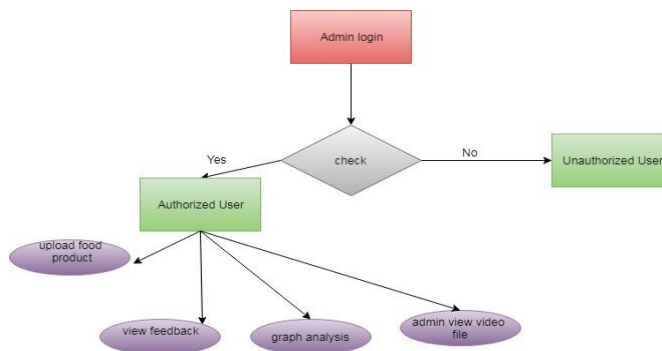 Admin login
check
Yes
No
Unauthorized User
Authorized User
upload food
product
view feedback
graph analysis
admin view video
file